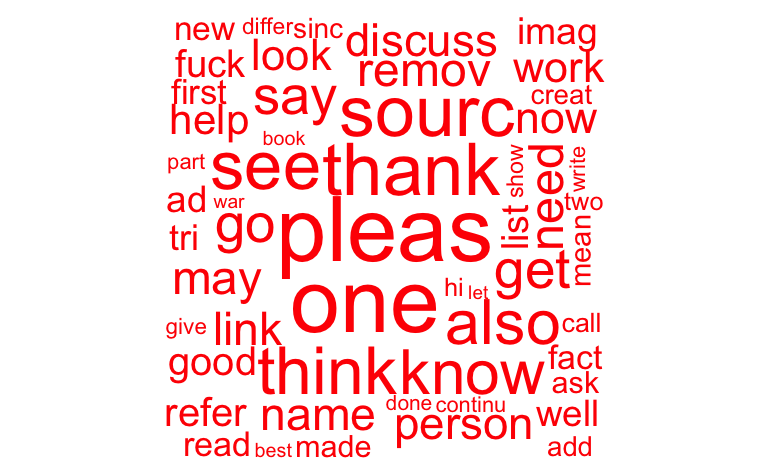 new differ sinc discuss imag
fuck look remov work
first say sourc creat
help now
book
part see thank show need write
ad war two
tri go pleas list mean
may get
hi let
one also call
give link
good think know fact
ask
refer name done continu person well
read best made add